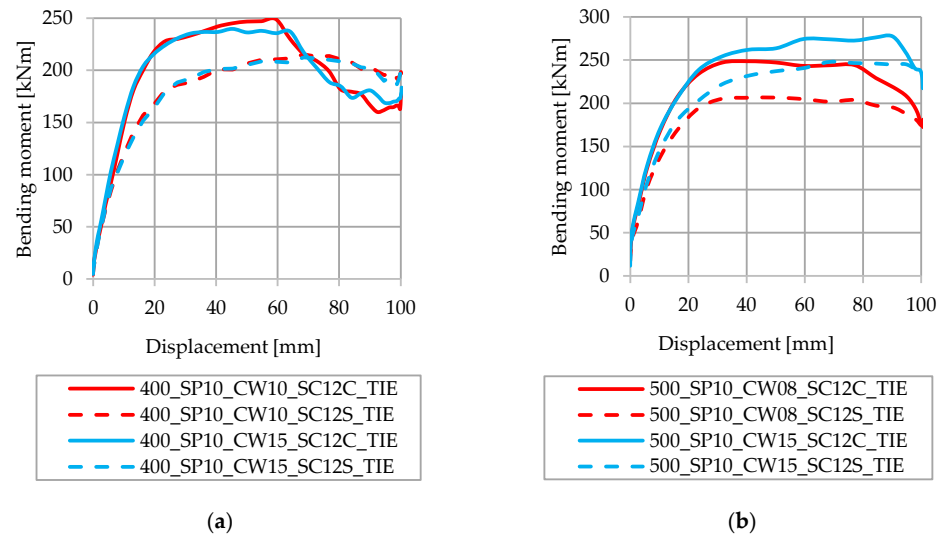 250
200
150
100
50
0
Bending moment [kNm]
0 20 40 60 80 100
Displacement [mm]
400_SP10_CW10_SC12C_TIE
400_SP10_CW10_SC12S_TIE
400_SP10_CW15_SC12C_TIE
400_SP10_CW15_SC12S_TIE
(a)
300
250
200
150
100
50
0
Bending moment [kNm]
0 20 40 60 80 100
Displacement [mm]
500_SP10_CW08_SC12C_TIE
500_SP10_CW08_SC12S_TIE
500_SP10_CW15_SC12C_TIE
500_SP10_CW15_SC12S_TIE
(b)